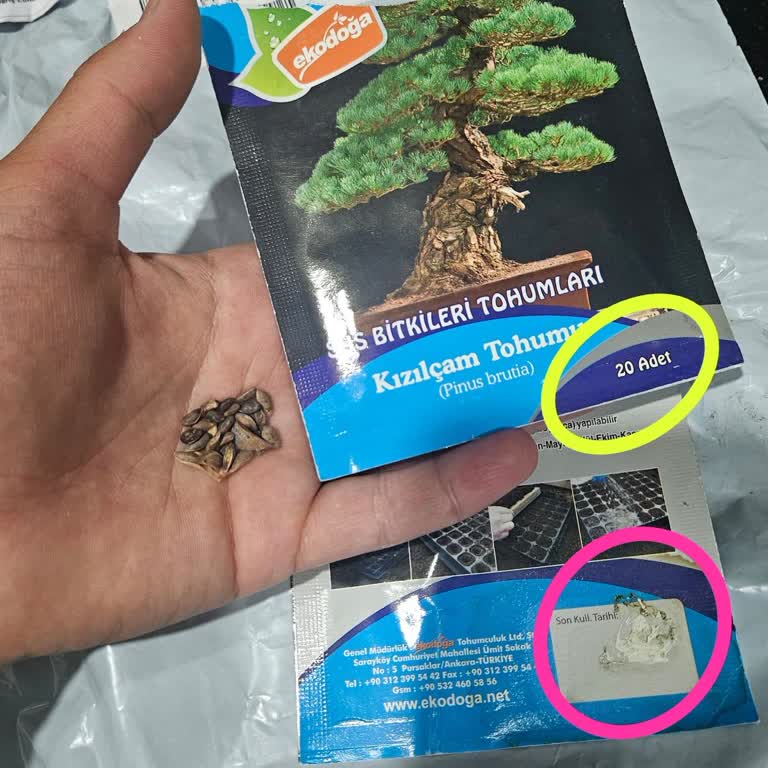 ekodoğa
BİTKİLERİ TOHUMLARI
Kızılçam Tohumu
(Pinus brutia)
20 Adet
yapılabilir
Son Kull. Tarihi:
Genel Müdürlük ekodoğa Tohumculuk Ltd.
Sarayköy Cumhuriyet Mahallesi Ümit Sokak
No : 5 Pursaklar/Ankara-TÜRKİYE
Tel : +90 312 399 54 42 Fax : +90 312 399 54
Gsm : +90 532 460 58 56
www.ekodoga.net